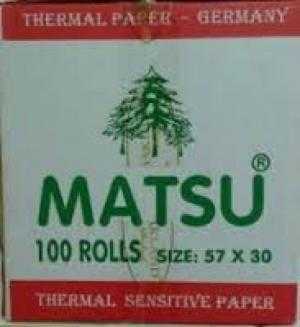 THERMAL PAPER - GERMANY
MATSU®
100 ROLLS SIZE: 57 X 30
THERMAL SENSITIVE PAPER